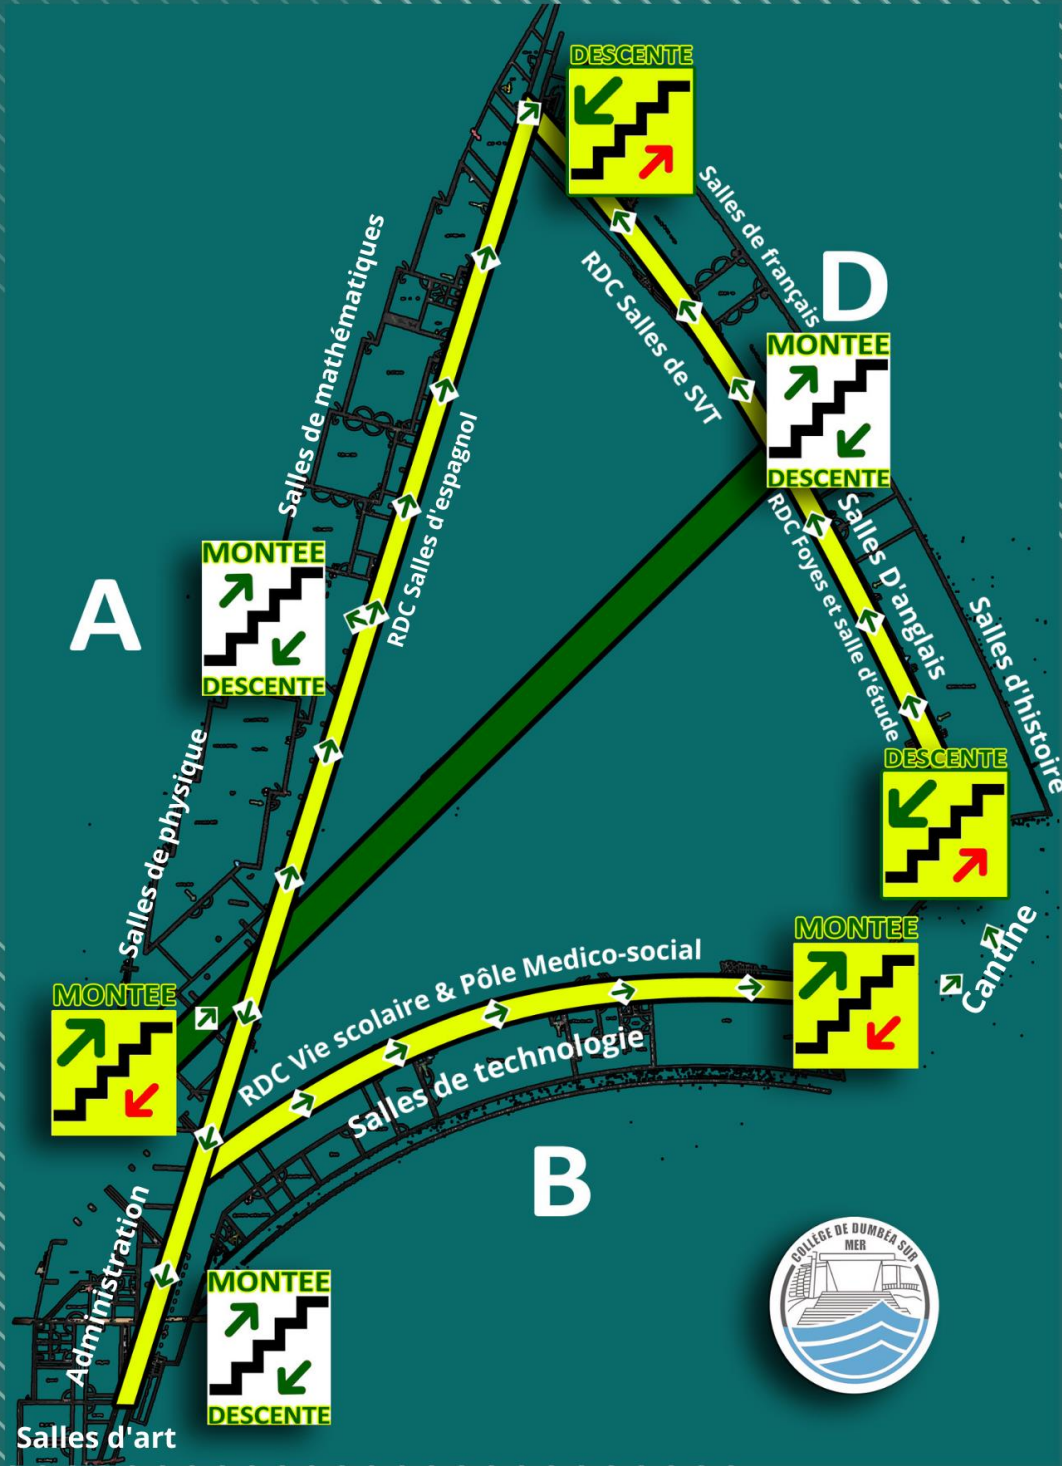 DESCENTE
Salles de français
D
Salles de mathématiques
RDC Salles de SVT
MONTEE
DESCENTE
RDC Salles d'espagnol
Salles D'anglais
RDC Foyes et salle d'étude
Salles d'histoire
A
MONTEE
DESCENTE
Salles de physique
DESCENTE
MONTEE
Cantine
RDC Vie scolaire & Pôle Medico-social
MONTEE
Salles de technologie
B
Administration
MONTEE
DESCENTE
COLLÈGE DE DUMBÉA SUR
MER
Salles d'art